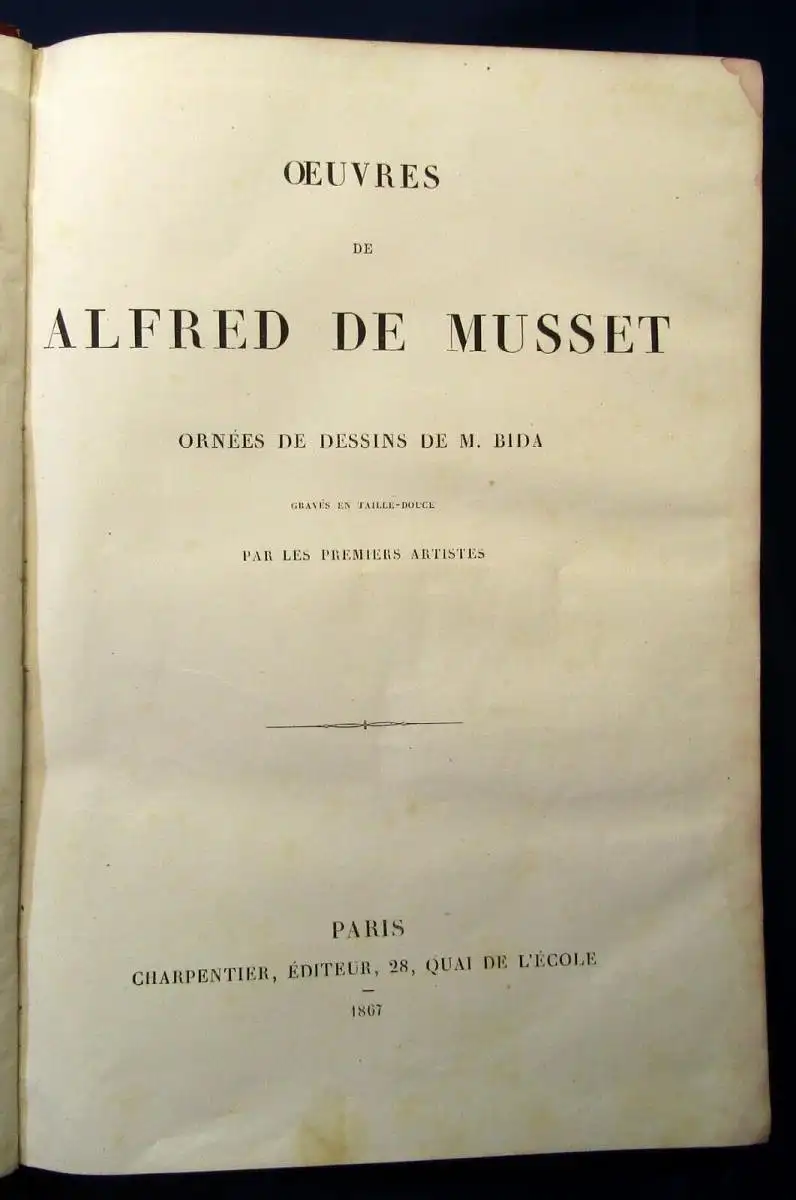 OEUVRES
DE
ALFRED DE MUSSET
ORNÉES DE DESSINS DE M. BIDA
GRAVÉS EN TAILLE-DOUCE
PAR LES PREMIERS ARTISTES
PARIS
CHARPENTIER, ÉDITEUR, 28, QUAI DE L'ÉCOLE
1867